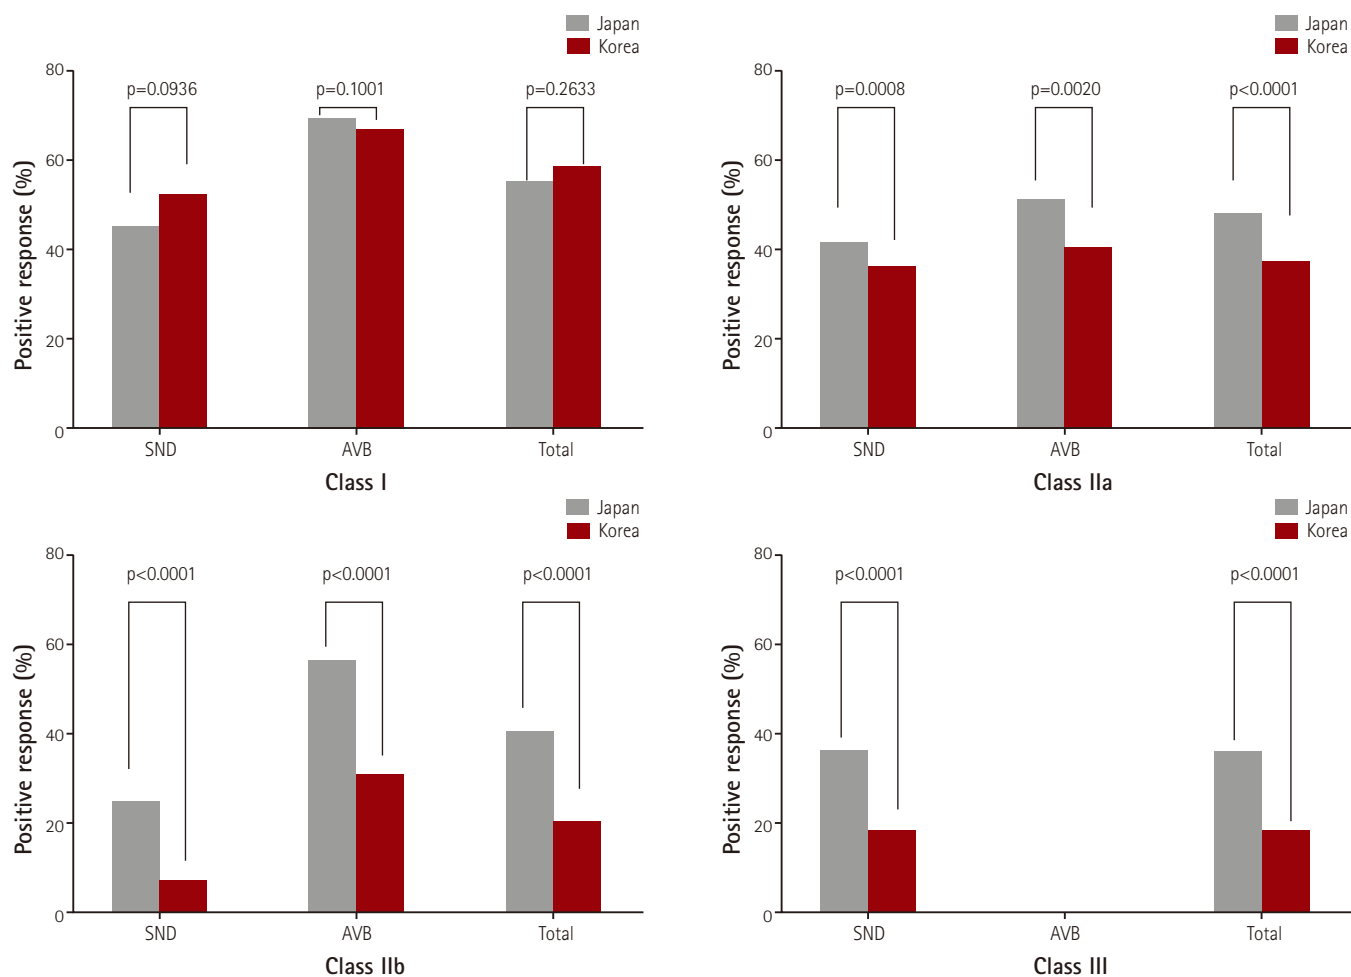 Japan
Korea
Positive response (%)
80
60
40
20
0
p=0.0936
p=0.1001
p=0.2633
SND
AVB
Total
Class I
Japan
Korea
Positive response (%)
80
60
40
20
0
p=0.0008
p=0.0020
p<0.0001
SND
AVB
Total
Class IIa
Japan
Korea
Positive response (%)
80
60
40
20
0
p<0.0001
p<0.0001
p<0.0001
SND
AVB
Total
Class IIb
Japan
Korea
Positive response (%)
80
60
40
20
0
p<0.0001
p<0.0001
SND
AVB
Total
Class III